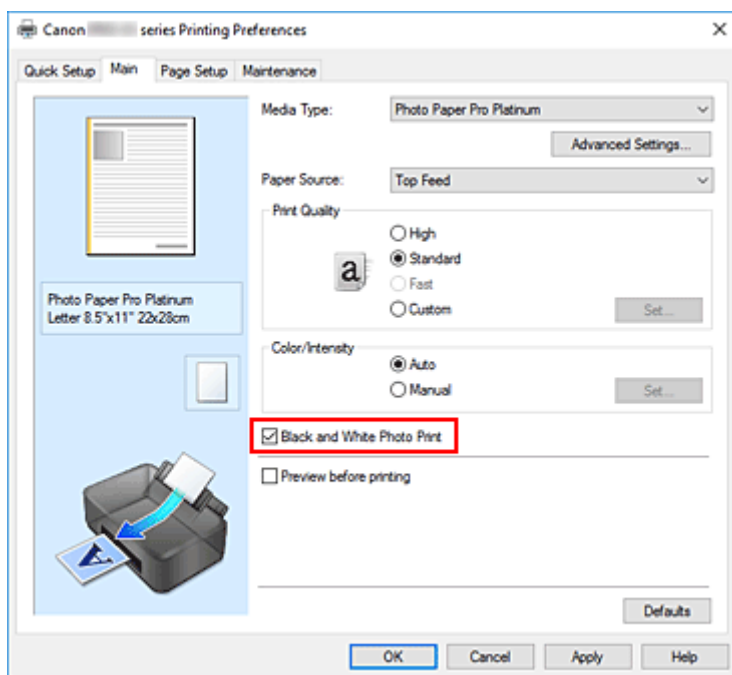 Canon series Printing Preferences
Quick Setup Main Page Setup Maintenance
Media Type: Photo Paper Pro Platinum
Advanced Settings...
Paper Source: Top Feed
Print Quality
High
a Standard
Fast
Custom Set...
Photo Paper Pro Platinum
Letter 8.5"x11" 22x28cm
Color/Intensity
Auto
Manual Set...
Black and White Photo Print
Preview before printing
A
Defaults
OK Cancel Apply Help